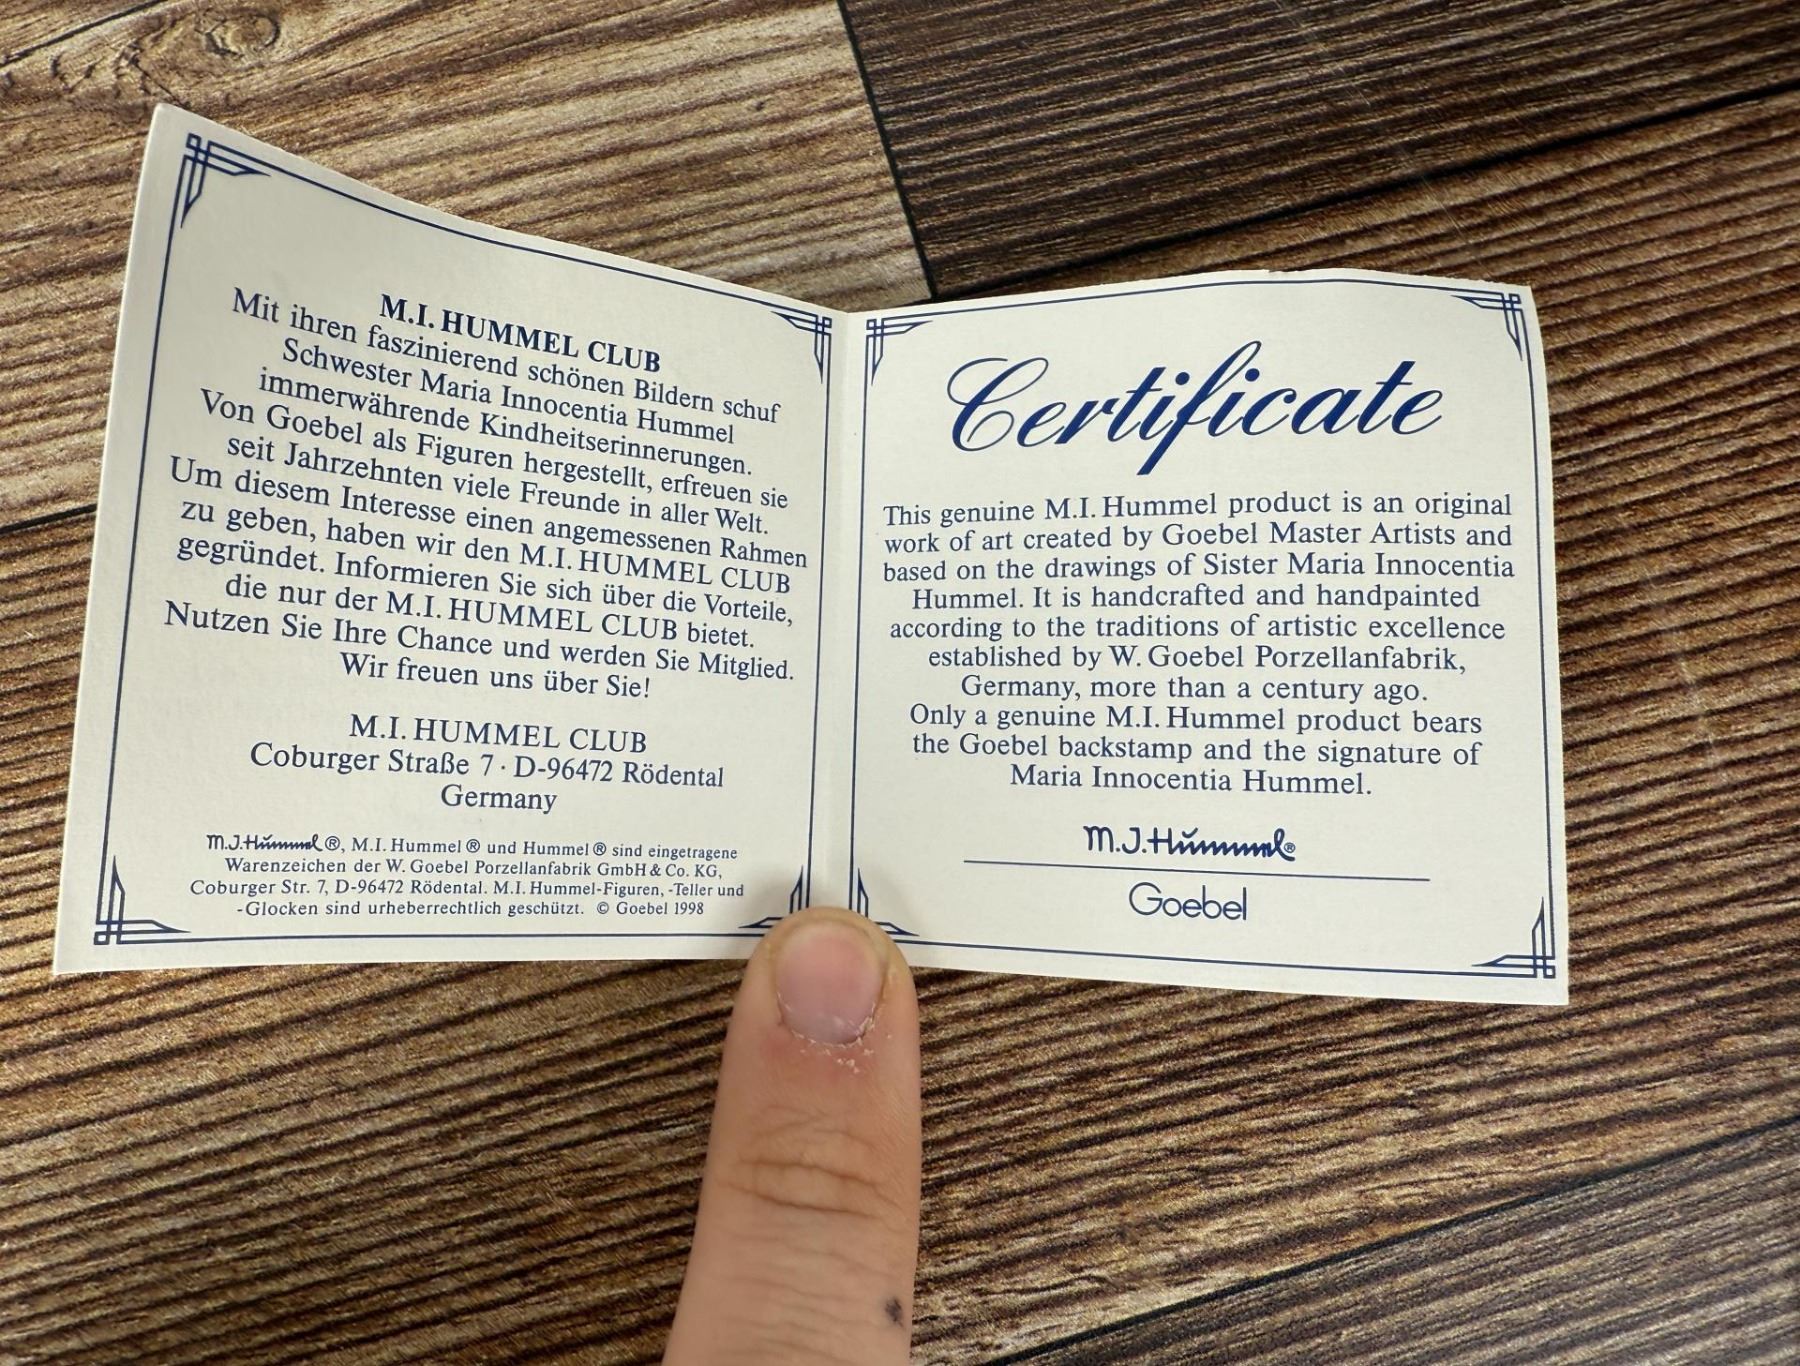 M.I. HUMMEL CLUB
Mit ihren faszinierend schönen Bildern schuf
Schwester Maria Innocentia Hummel
immerwährende Kindheitserinnerungen.
Von Goebel als Figuren hergestellt, erfreuen sie
seit Jahrzehnten viele Freunde in aller Welt.
Um diesem Interesse einen angemessenen Rahmen
zu geben, haben wir den M.I. HUMMEL CLUB
gegründet. Informieren Sie sich über die Vorteile,
die nur der M.I. HUMMEL CLUB bietet.
Nutzen Sie Ihre Chance und werden Sie Mitglied.
Wir freuen uns über Sie!
M.I. HUMMEL CLUB
Coburger Straße 7 · D-96472 Rödental
Germany
M.J. Hummel ®, M.I. Hummel ® und Hummel ® sind eingetragene
Warenzeichen der W. Goebel Porzellanfabrik GmbH & Co. KG,
Coburger Str. 7, D-96472 Rödental. M.I. Hummel-Figuren, -Teller und
-Glocken sind urheberrechtlich geschützt. © Goebel 1998
Certificate
This genuine M.I. Hummel product is an original
work of art created by Goebel Master Artists and
based on the drawings of Sister Maria Innocentia
Hummel. It is handcrafted and handpainted
according to the traditions of artistic excellence
established by W. Goebel Porzellanfabrik,
Germany, more than a century ago.
Only a genuine M.I. Hummel product bears
the Goebel backstamp and the signature of
Maria Innocentia Hummel.
M.J. Hummel ®
Goebel